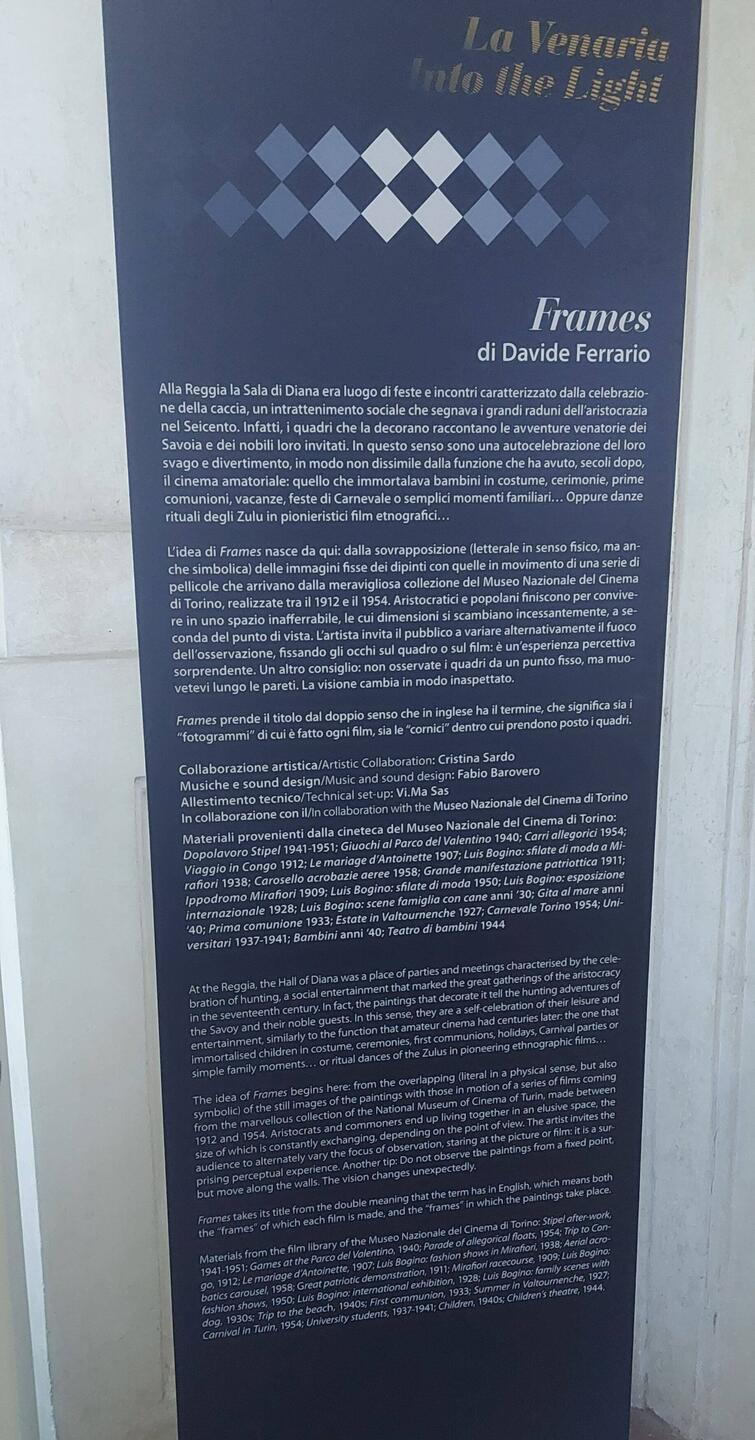 La Venaria
Into the Light
Frames
di Davide Ferrario
Alla Reggia la Sala di Diana era luogo di feste e incontri caratterizzato dalla celebrazio-
ne della caccia, un intrattenimento sociale che segnava i grandi raduni dell'aristocrazia
nel Seicento. Infatti, i quadri che la decorano raccontano le avventure venatorie dei
Savoia e dei nobili loro invitati. In questo senso sono una autocelebrazione del loro
svago e divertimento, in modo non dissimile dalla funzione che ha avuto, secoli dopo,
il cinema amatoriale: quello che immortalava bambini in costume, cerimonie, prime
comunioni, vacanze, feste di Carnevale o semplici momenti familiari... Oppure danze
rituali degli Zulu in pionieristici film etnografici...
L'idea di Frames nasce da qui: dalla sovrapposizione (letterale in senso fisico, ma an-
che simbolica) delle immagini fisse dei dipinti con quelle in movimento di una serie di
pellicole che arrivano dalla meravigliosa collezione del Museo Nazionale del Cinema
di Torino, realizzate tra il 1912 e il 1954. Aristocratici e popolani finiscono per convive-
re in uno spazio inafferrabile, le cui dimensioni si scambiano incessantemente, a se-
conda del punto di vista. L'artista invita il pubblico a variare alternativamente il fuoco
dell'osservazione, fissando gli occhi sul quadro o sul film: è un'esperienza percettiva
sorprendente. Un altro consiglio: non osservate i quadri da un punto fisso, ma muo-
vetevi lungo le pareti. La visione cambia in modo inaspettato.
Frames prende il titolo dal doppio senso che in inglese ha il termine, che significa sia i
"fotogrammi" di cui è fatto ogni film, sia le "cornici" dentro cui prendono posto i quadri.
Collaborazione artistica/Artistic Collaboration: Cristina Sardo
Musiche e sound design/Music and sound design: Fabio Barovero
Allestimento tecnico/Technical set-up: Vi.Ma Sas
In collaborazione con il/In collaboration with the Museo Nazionale del Cinema di Torino
Materiali provenienti dalla cineteca del Museo Nazionale del Cinema di Torino:
Dopolavoro Stipel 1941-1951; Giuochi al Parco del Valentino 1940; Carri allegorici 1954;
Viaggio in Congo 1912; Le mariage d'Antoinette 1907; Luis Bogino: sfilate di moda a Mi-
rafiori 1938; Carosello acrobazie aeree 1958; Grande manifestazione patriottica 1911;
Ippodromo Mirafiori 1909; Luis Bogino: sfilate di moda 1950; Luis Bogino: esposizione
internazionale 1928; Luis Bogino: scene famiglia con cane anni '30; Gita al mare anni
'40; Prima comunione 1933; Estate in Valtournenche 1927; Carnevale Torino 1954; Uni-
versitari 1937-1941; Bambini anni '40; Teatro di bambini 1944
At the Reggia, the Hall of Diana was a place of parties and meetings characterised by the cele-
bration of hunting, a social entertainment that marked the great gatherings of the aristocracy
in the seventeenth century. In fact, the paintings that decorate it tell the hunting adventures of
the Savoy and their noble guests. In this sense, they are a self-celebration of their leisure and
entertainment, similarly to the function that amateur cinema had centuries later: the one that
immortalised children in costume, ceremonies, first communions, holidays, Carnival parties or
simple family moments... or ritual dances of the Zulus in pioneering ethnographic films...
The idea of Frames begins here: from the overlapping (literal in a physical sense, but also
symbolic) of the still images of the paintings with those in motion of a series of films coming
from the marvellous collection of the National Museum of Cinema of Turin, made between
1912 and 1954. Aristocrats and commoners end up living together in an elusive space, the
size of which is constantly exchanging, depending on the point of view. The artist invites the
audience to alternately vary the focus of observation, staring at the picture or film: it is a sur-
prising perceptual experience. Another tip: Do not observe the paintings from a fixed point,
but move along the walls. The vision changes unexpectedly.
Frames takes its title from the double meaning that the term has in English, which means both
the "frames" of which each film is made, and the "frames" in which the paintings take place.
Materials from the film library of the Museo Nazionale del Cinema di Torino: Stipel after-work,
1941-1951; Games at the Parco del Valentino, 1940; Parade of allegorical floats, 1954; Trip to Con-
go, 1912; Le mariage d'Antoinette, 1907; Luis Bogino: fashion shows in Mirafiori, 1938; Aerial acro-
batics carousel, 1958; Great patriotic demonstration, 1911; Mirafiori racecourse, 1909; Luis Bogino:
fashion shows, 1950; Luis Bogino: international exhibition, 1928; Luis Bogino: family scenes with
dog, 1930s; Trip to the beach, 1940s; First communion, 1933; Summer in Valtournenche, 1927;
Carnival in Turin, 1954; University students, 1937-1941; Children, 1940s; Children's theatre, 1944.